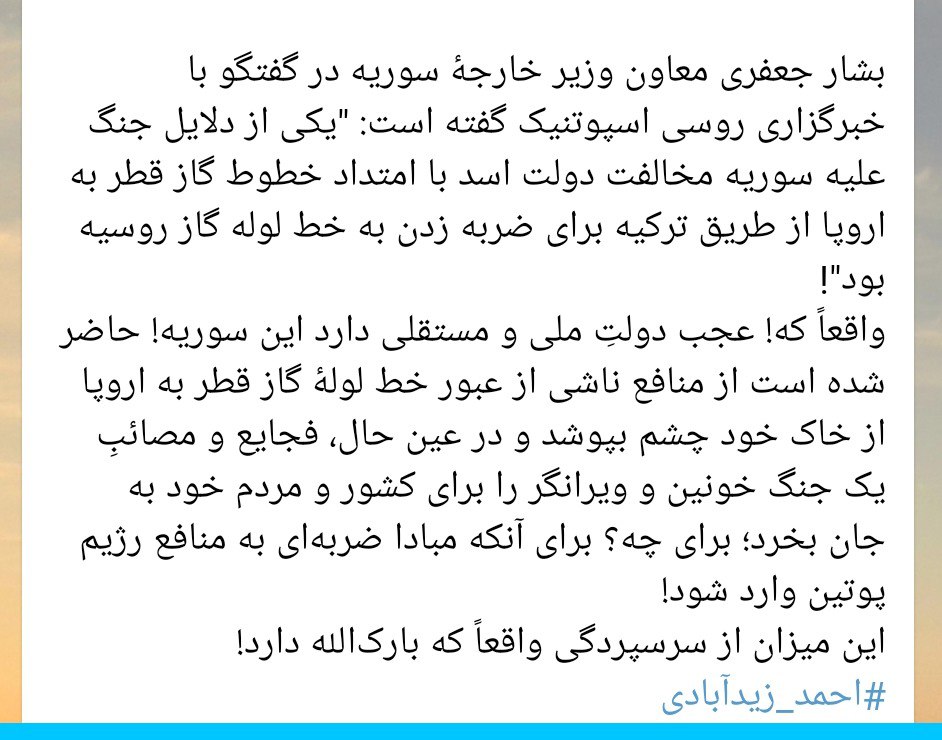 بشار جعفری معاون وزیر خارجهٔ سوریه در گفتگو با
خبرگزاری روسی اسپوتنیک گفته است: "یکی از دلایل جنگ
علیه سوریه مخالفت دولت اسد با امتداد خطوط گاز قطر به
اروپا از طریق ترکیه برای ضربه زدن به خط لوله گاز روسیه
بود"!
واقعاً که! عجب دولتِ ملی و مستقلی دارد این سوریه! حاضر
شده است از منافع ناشی از عبور خط لولهٔ گاز قطر به اروپا
از خاک خود چشم بپوشد و در عین حال، فجایع و مصائبِ
یک جنگ خونین و ویرانگر را برای کشور و مردم خود به
جان بخرد؛ برای چه؟ برای آنکه مبادا ضربه‌ای به منافع رژیم
پوتین وارد شود!
این میزان از سرسپردگی واقعاً که بارک‌الله دارد!
#احمد_زیدآبادی